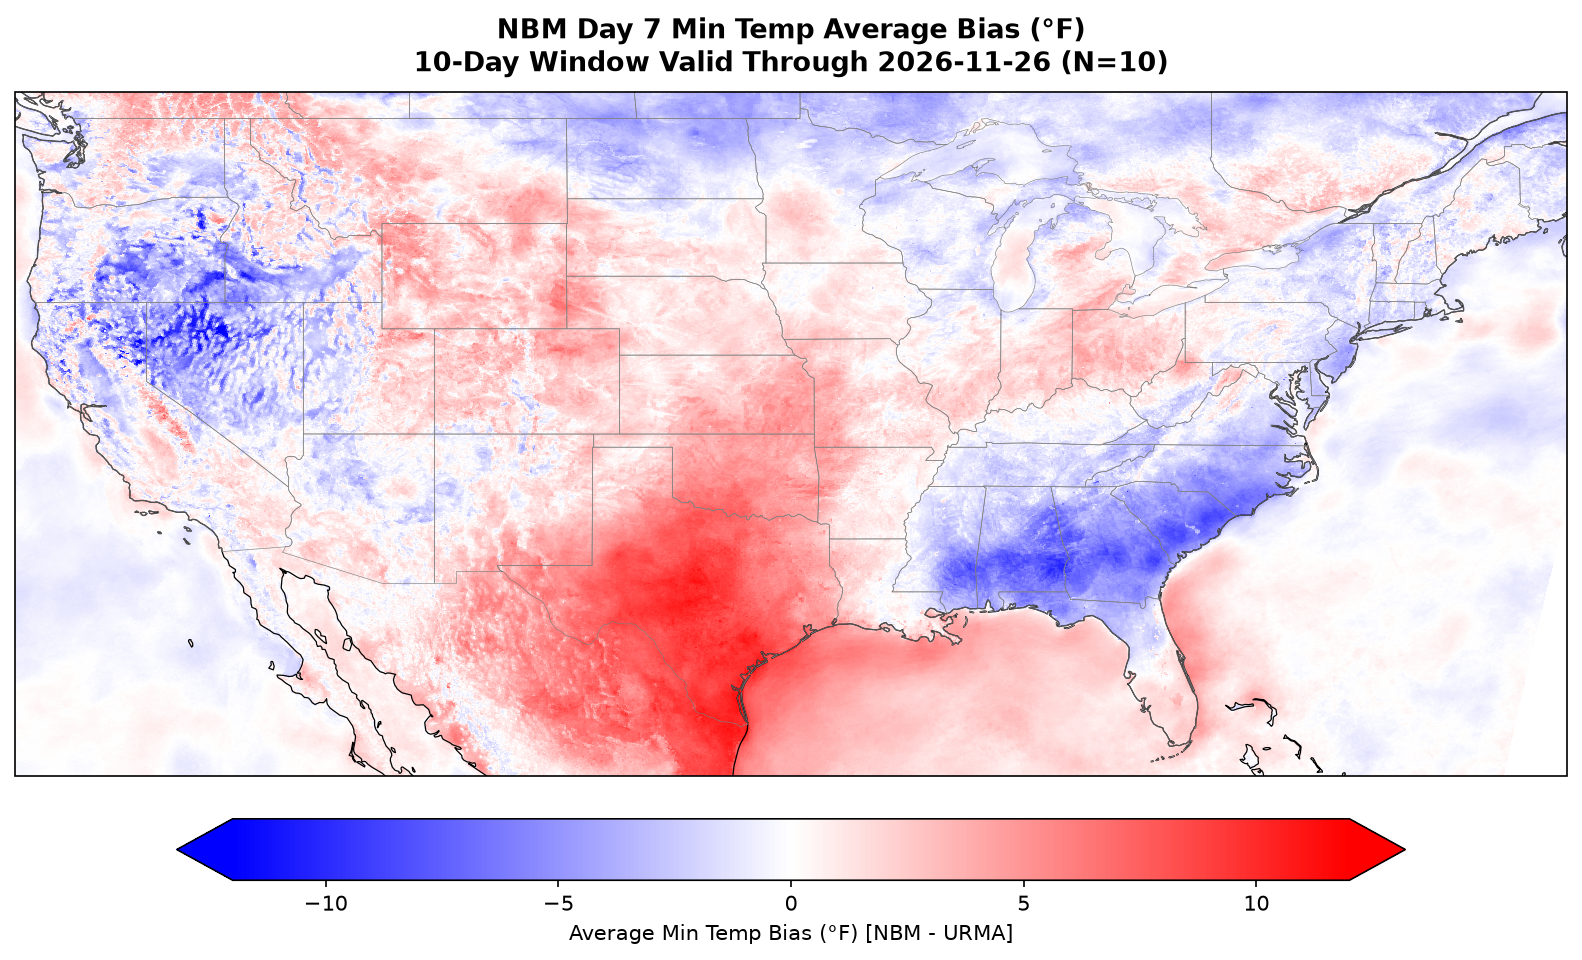 NBM Day 7 Min Temp Average Bias (°F)
10-Day Window Valid Through 2026-11-26 (N=10)
−10 −5 0 5 10
Average Min Temp Bias (°F) [NBM - URMA]